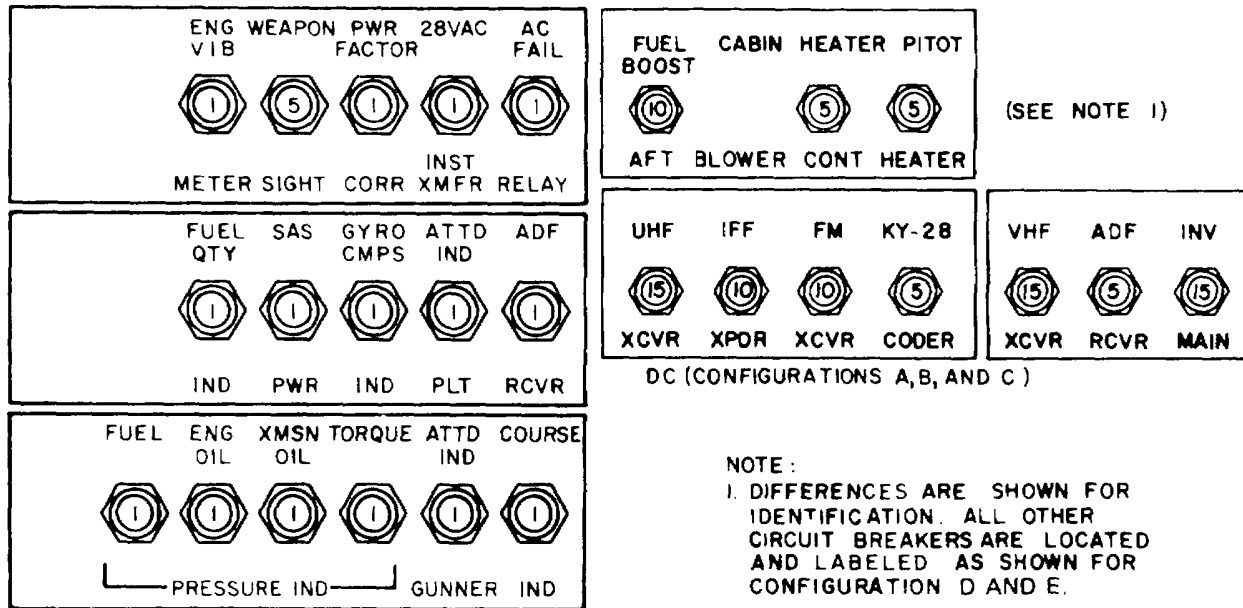 ENG WEAPON PWR 28VAC AC
VIB FACTOR FAIL
1 5 1 1 1
INST
METER SIGHT CORR XMFR RELAY
FUEL SAS GYRO ATTD ADF
QTY CMPS IND
1 1 1 1 1
IND PWR IND PLT RCVR
FUEL ENG XMSN TORQUE ATTD COURSE
OIL OIL IND
1 1 1 1 1 1
PRESSURE IND GUNNER IND
FUEL CABIN HEATER PITOT
BOOST
10 5 5
AFT BLOWER CONT HEATER
(SEE NOTE 1)
UHF IFF FM KY-28
15 10 10 5
XCVR XPDR XCVR CODER
VHF ADF INV
15 5 15
XCVR RCVR MAIN
DC (CONFIGURATIONS A, B, AND C)
NOTE:
1. DIFFERENCES ARE SHOWN FOR
IDENTIFICATION. ALL OTHER
CIRCUIT BREAKERS ARE LOCATED
AND LABELED AS SHOWN FOR
CONFIGURATION D AND E.